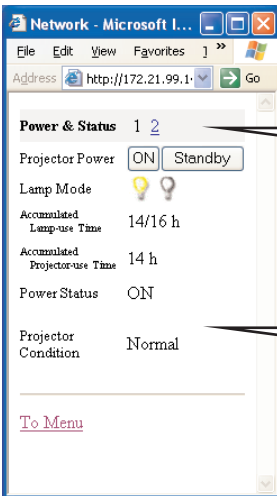 Network - Microsoft I...
File Edit View Favorites ] »
Address http://172.21.99.1 Go
Power & Status 1 2
Projector Power ON Standby
Lamp Mode
Accumulated
Lamp-use Time 14/16 h
Accumulated
Projector-use Time 14 h
Power Status ON
Projector
Condition Normal
To Menu